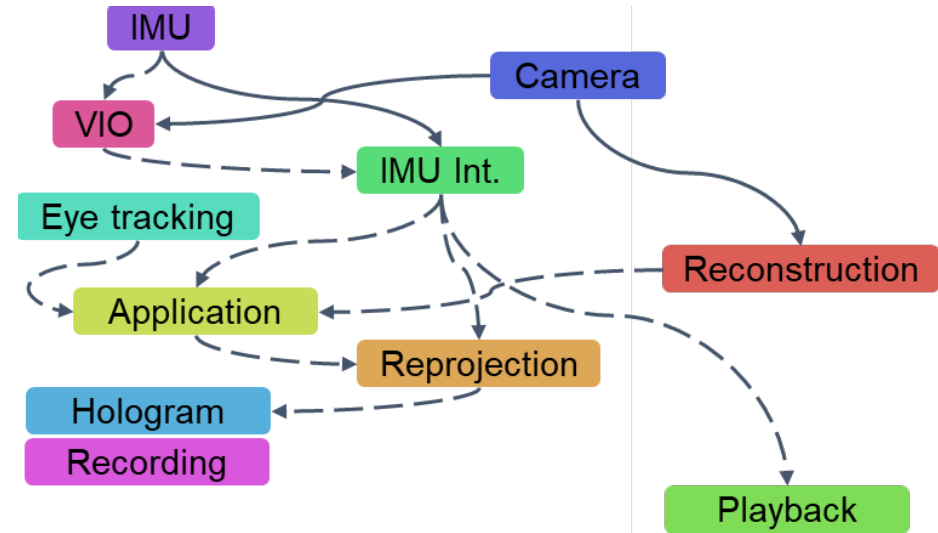 IMU
Camera
VIO
IMU Int.
Eye tracking
Reconstruction
Application
Reprojection
Hologram
Recording
Playback